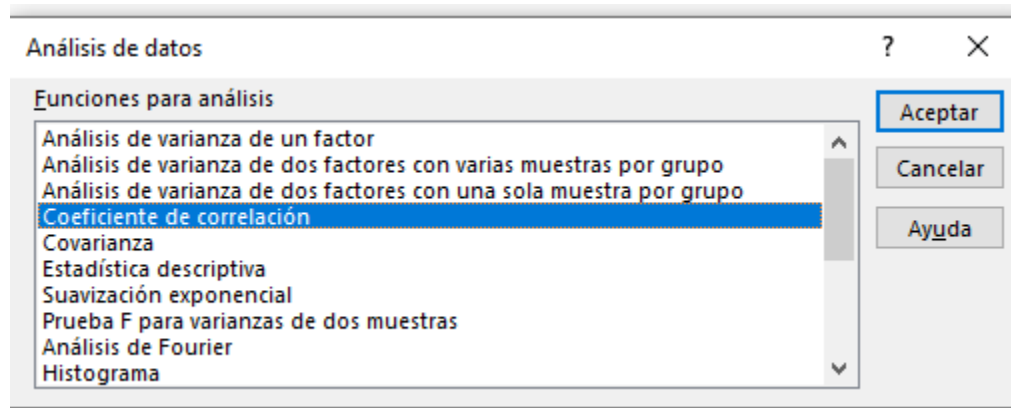 Análisis de datos
?
Funciones para análisis
Análisis de varianza de un factor
Análisis de varianza de dos factores con varias muestras por grupo
Análisis de varianza de dos factores con una sola muestra por grupo
Coeficiente de correlación
Covarianza
Estadística descriptiva
Suavización exponencial
Prueba F para varianzas de dos muestras
Análisis de Fourier
Histograma
Aceptar
Cancelar
Ayuda